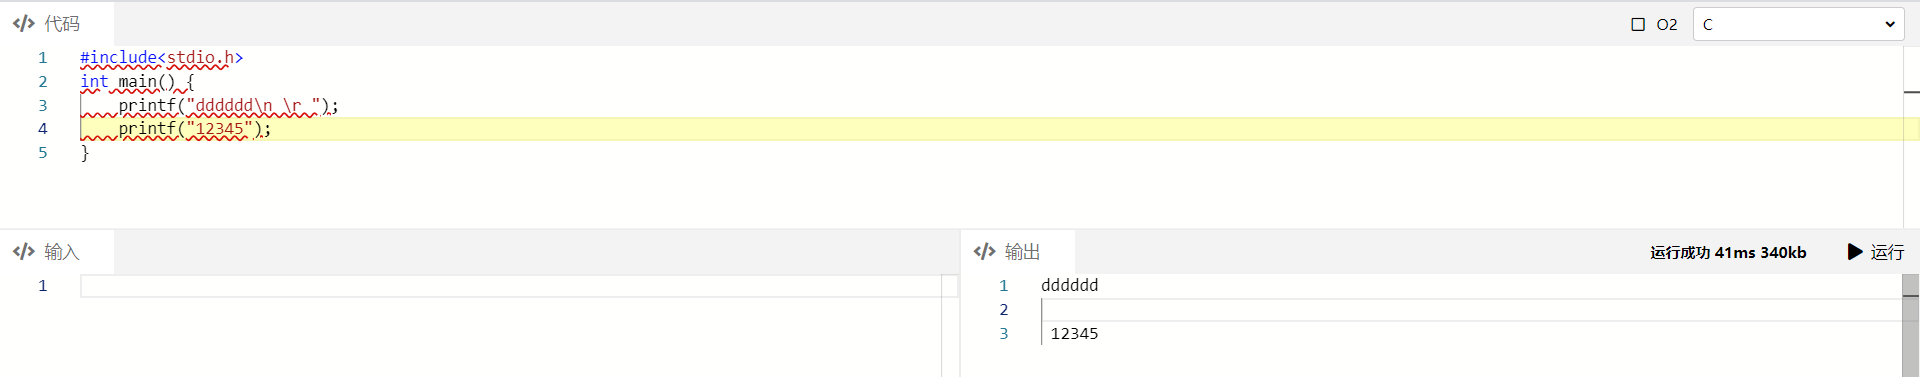 </> 代码
O2
C
1 #include<stdio.h>
2 int main() {
3     printf("dddddd\n \r ");
4     printf("12345");
5 }
</> 输入
1
</> 输出
运行成功 41ms 340kb
运行
1 dddddd
2
3  12345